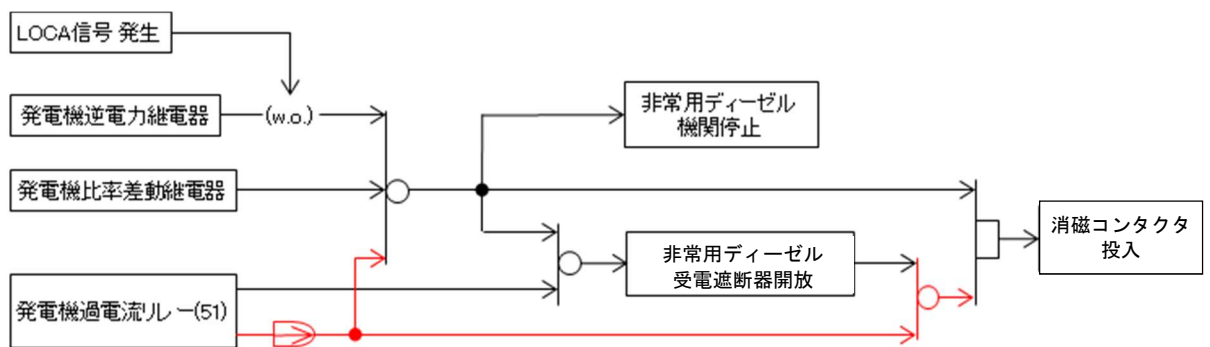 LOCA信号 発生
発電機逆電力継電器
(w.o.)
非常用ディーゼル
機関停止
発電機比率差動継電器
消磁コンタクタ
投入
非常用ディーゼル
受電遮断器開放
発電機過電流リレー(51)